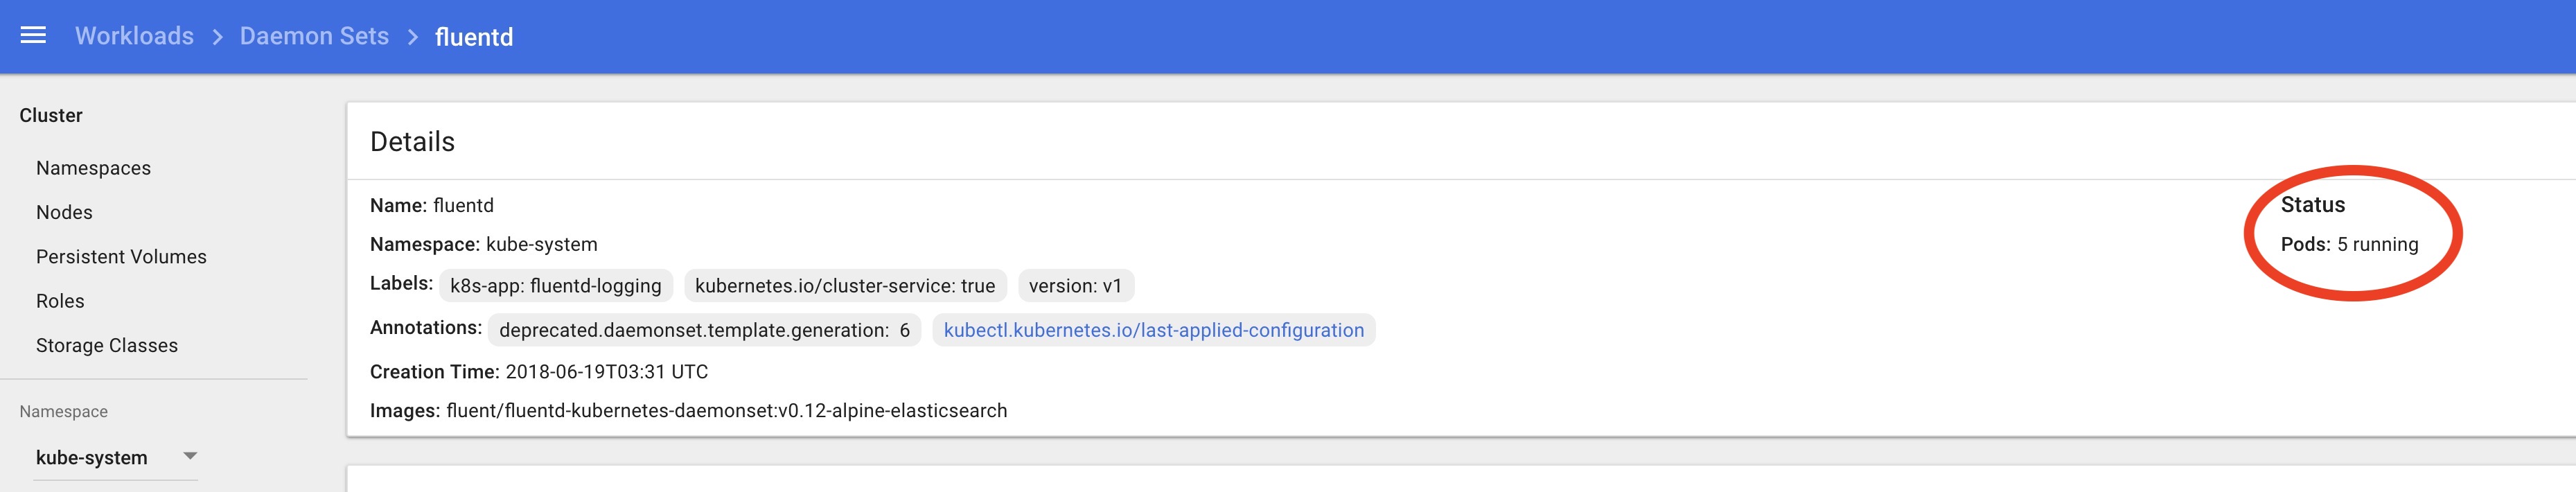 Workloads > Daemon Sets > fluentd
Cluster
Namespaces
Nodes
Persistent Volumes
Roles
Storage Classes
Namespace
kube-system
Details
Name: fluentd
Namespace: kube-system
Labels: k8s-app: fluentd-logging kubernetes.io/cluster-service: true version: v1
Annotations: deprecated.daemonset.template.generation: 6 kubectl.kubernetes.io/last-applied-configuration
Creation Time: 2018-06-19T03:31 UTC
Images: fluent/fluentd-kubernetes-daemonset:v0.12-alpine-elasticsearch
Status
Pods: 5 running